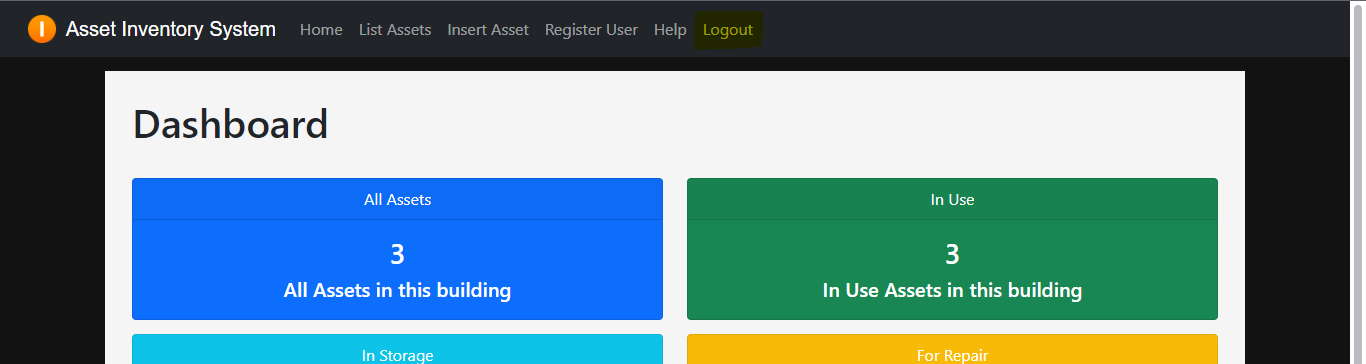 I Asset Inventory System Home List Assets Insert Asset Register User Help Logout
Dashboard
All Assets
3
All Assets in this building
In Use
3
In Use Assets in this building
In Storage
For Repair